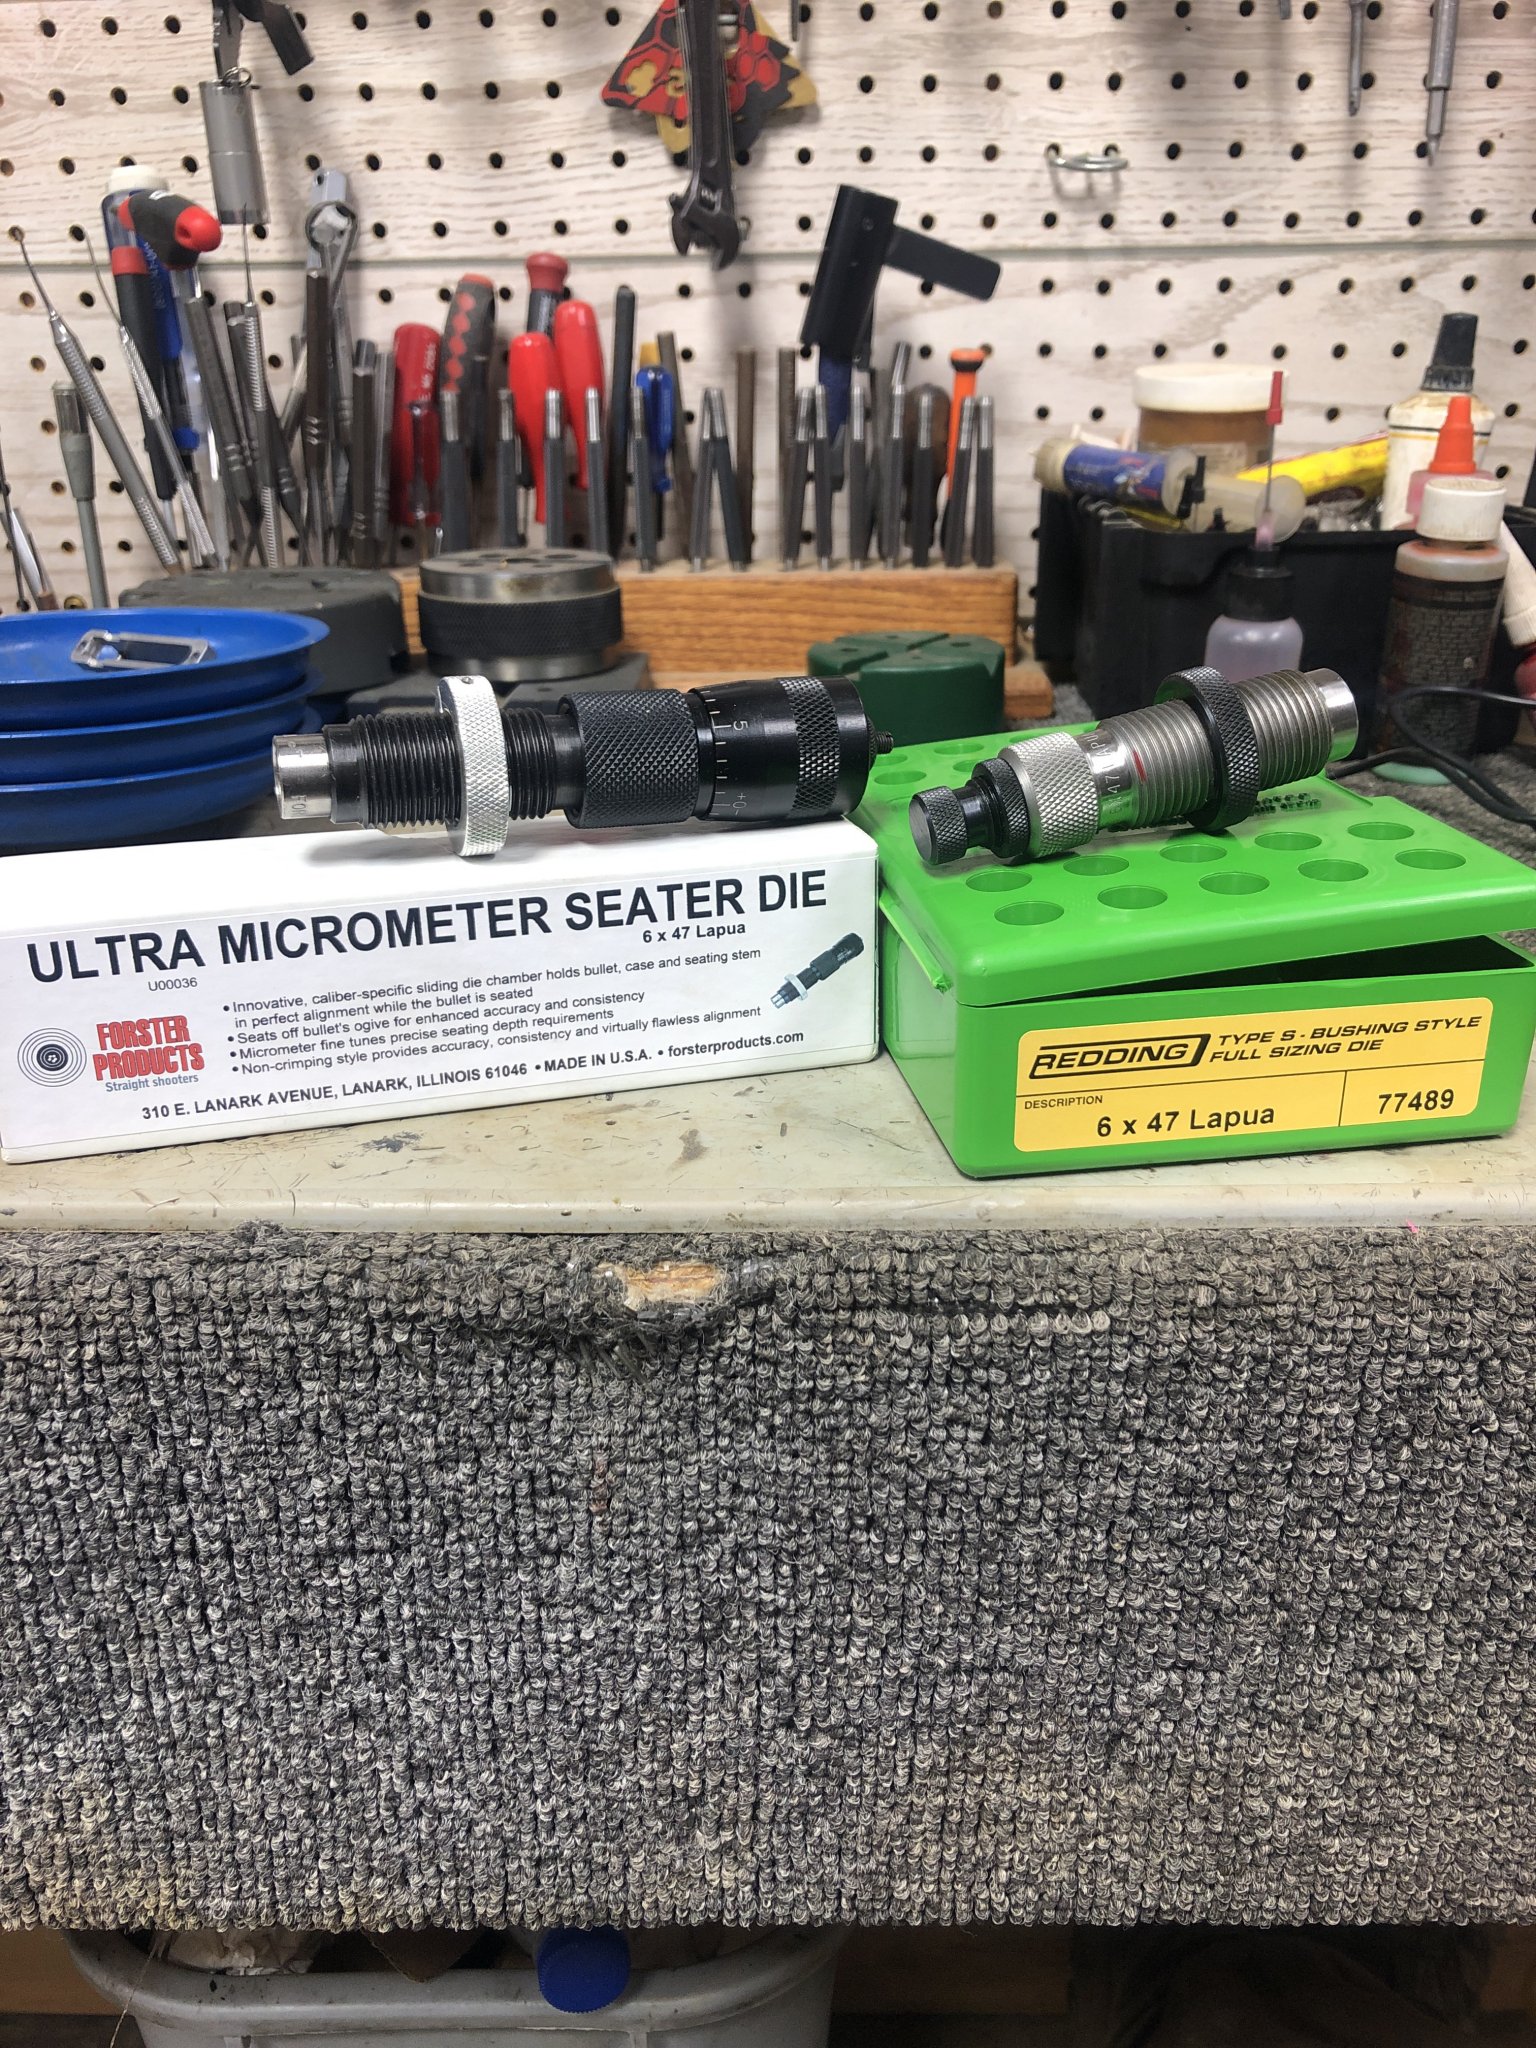 ULTRA MICROMETER SEATER DIE
6 x 47 Lapua
U00036
• Innovative, caliber-specific sliding die chamber holds bullet, case and seating stem
in perfect alignment while the bullet is seated
• Seats off bullet's ogive for enhanced accuracy and consistency
• Micrometer fine tunes precise seating depth requirements
• Non-crimping style provides accuracy, consistency and virtually flawless alignment
FORSTER
PRODUCTS
Straight shooters
310 E. LANARK AVENUE, LANARK, ILLINOIS 61046 • MADE IN U.S.A. • forsterproducts.com
5
+0-
REDDING
TYPE S - BUSHING STYLE
FULL SIZING DIE
DESCRIPTION
6 x 47 Lapua
77489